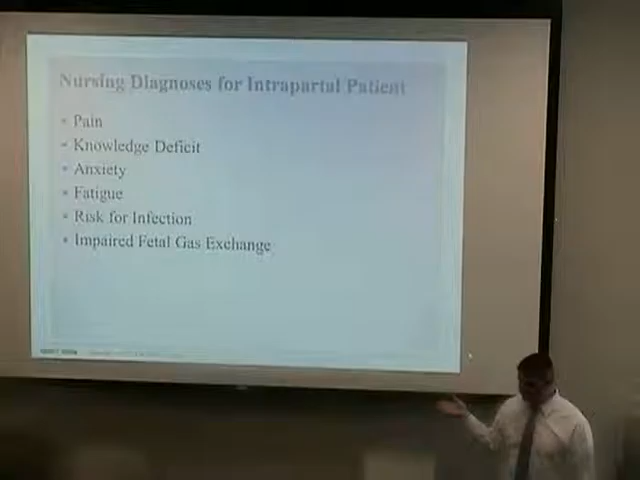 Nursing Diagnoses for Intrapartal Patient
Pain
Knowledge Deficit
Anxiety
Fatigue
Risk for Infection
Impaired Fetal Gas Exchange